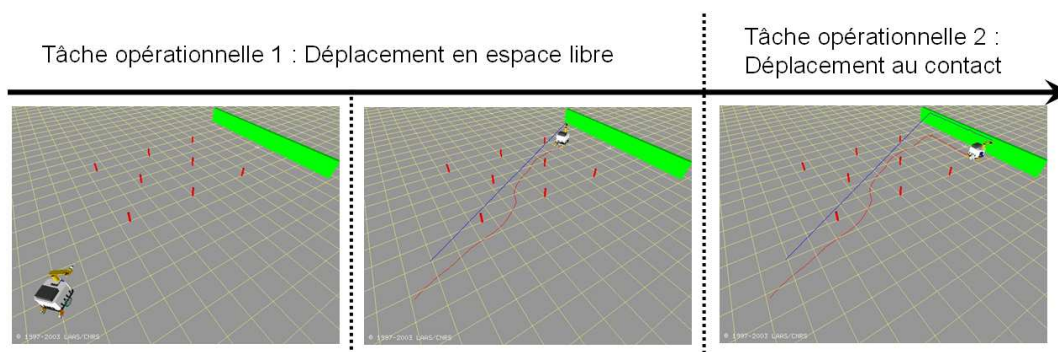 Tâche opérationnelle 1 : Déplacement en espace libre
Tâche opérationnelle 2 :
Déplacement au contact
© 1997-2003 LAAS/CNRS
© 1997-2003 LAAS/CNRS
© 1997-2003 LAAS/CNRS